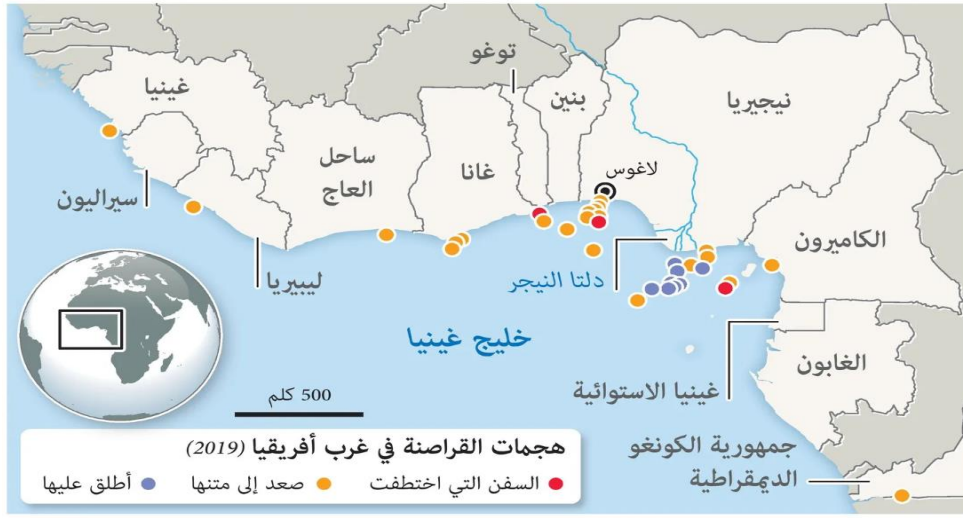 توغو
غينيا
بنين
نيجيريا
ساحل
العاج
غانا
لاغوس
سيراليون
الكاميرون
ليبيريا
دلتا النيجر
خليج غينيا
الغابون
غينيا الاستوائية
500 كلم
جمهورية الكونغو
الديمقراطية
هجمات القراصنة في غرب أفريقيا (2019)
السفن التي اختطفت
صعد إلى متنها
أطلق عليها